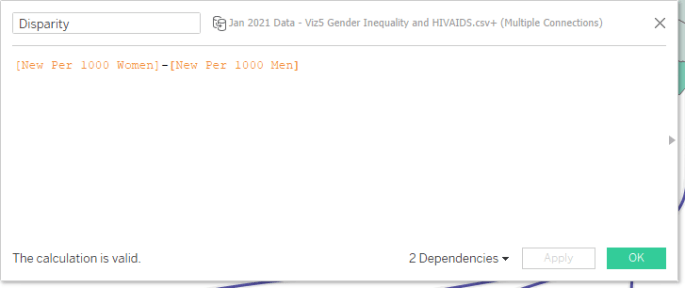 Disparity
Jan 2021 Data - Viz5 Gender Inequality and HIVAIDS.csv+ (Multiple Connections)
[New Per 1000 Women]-[New Per 1000 Men]
The calculation is valid.
2 Dependencies
Apply
OK